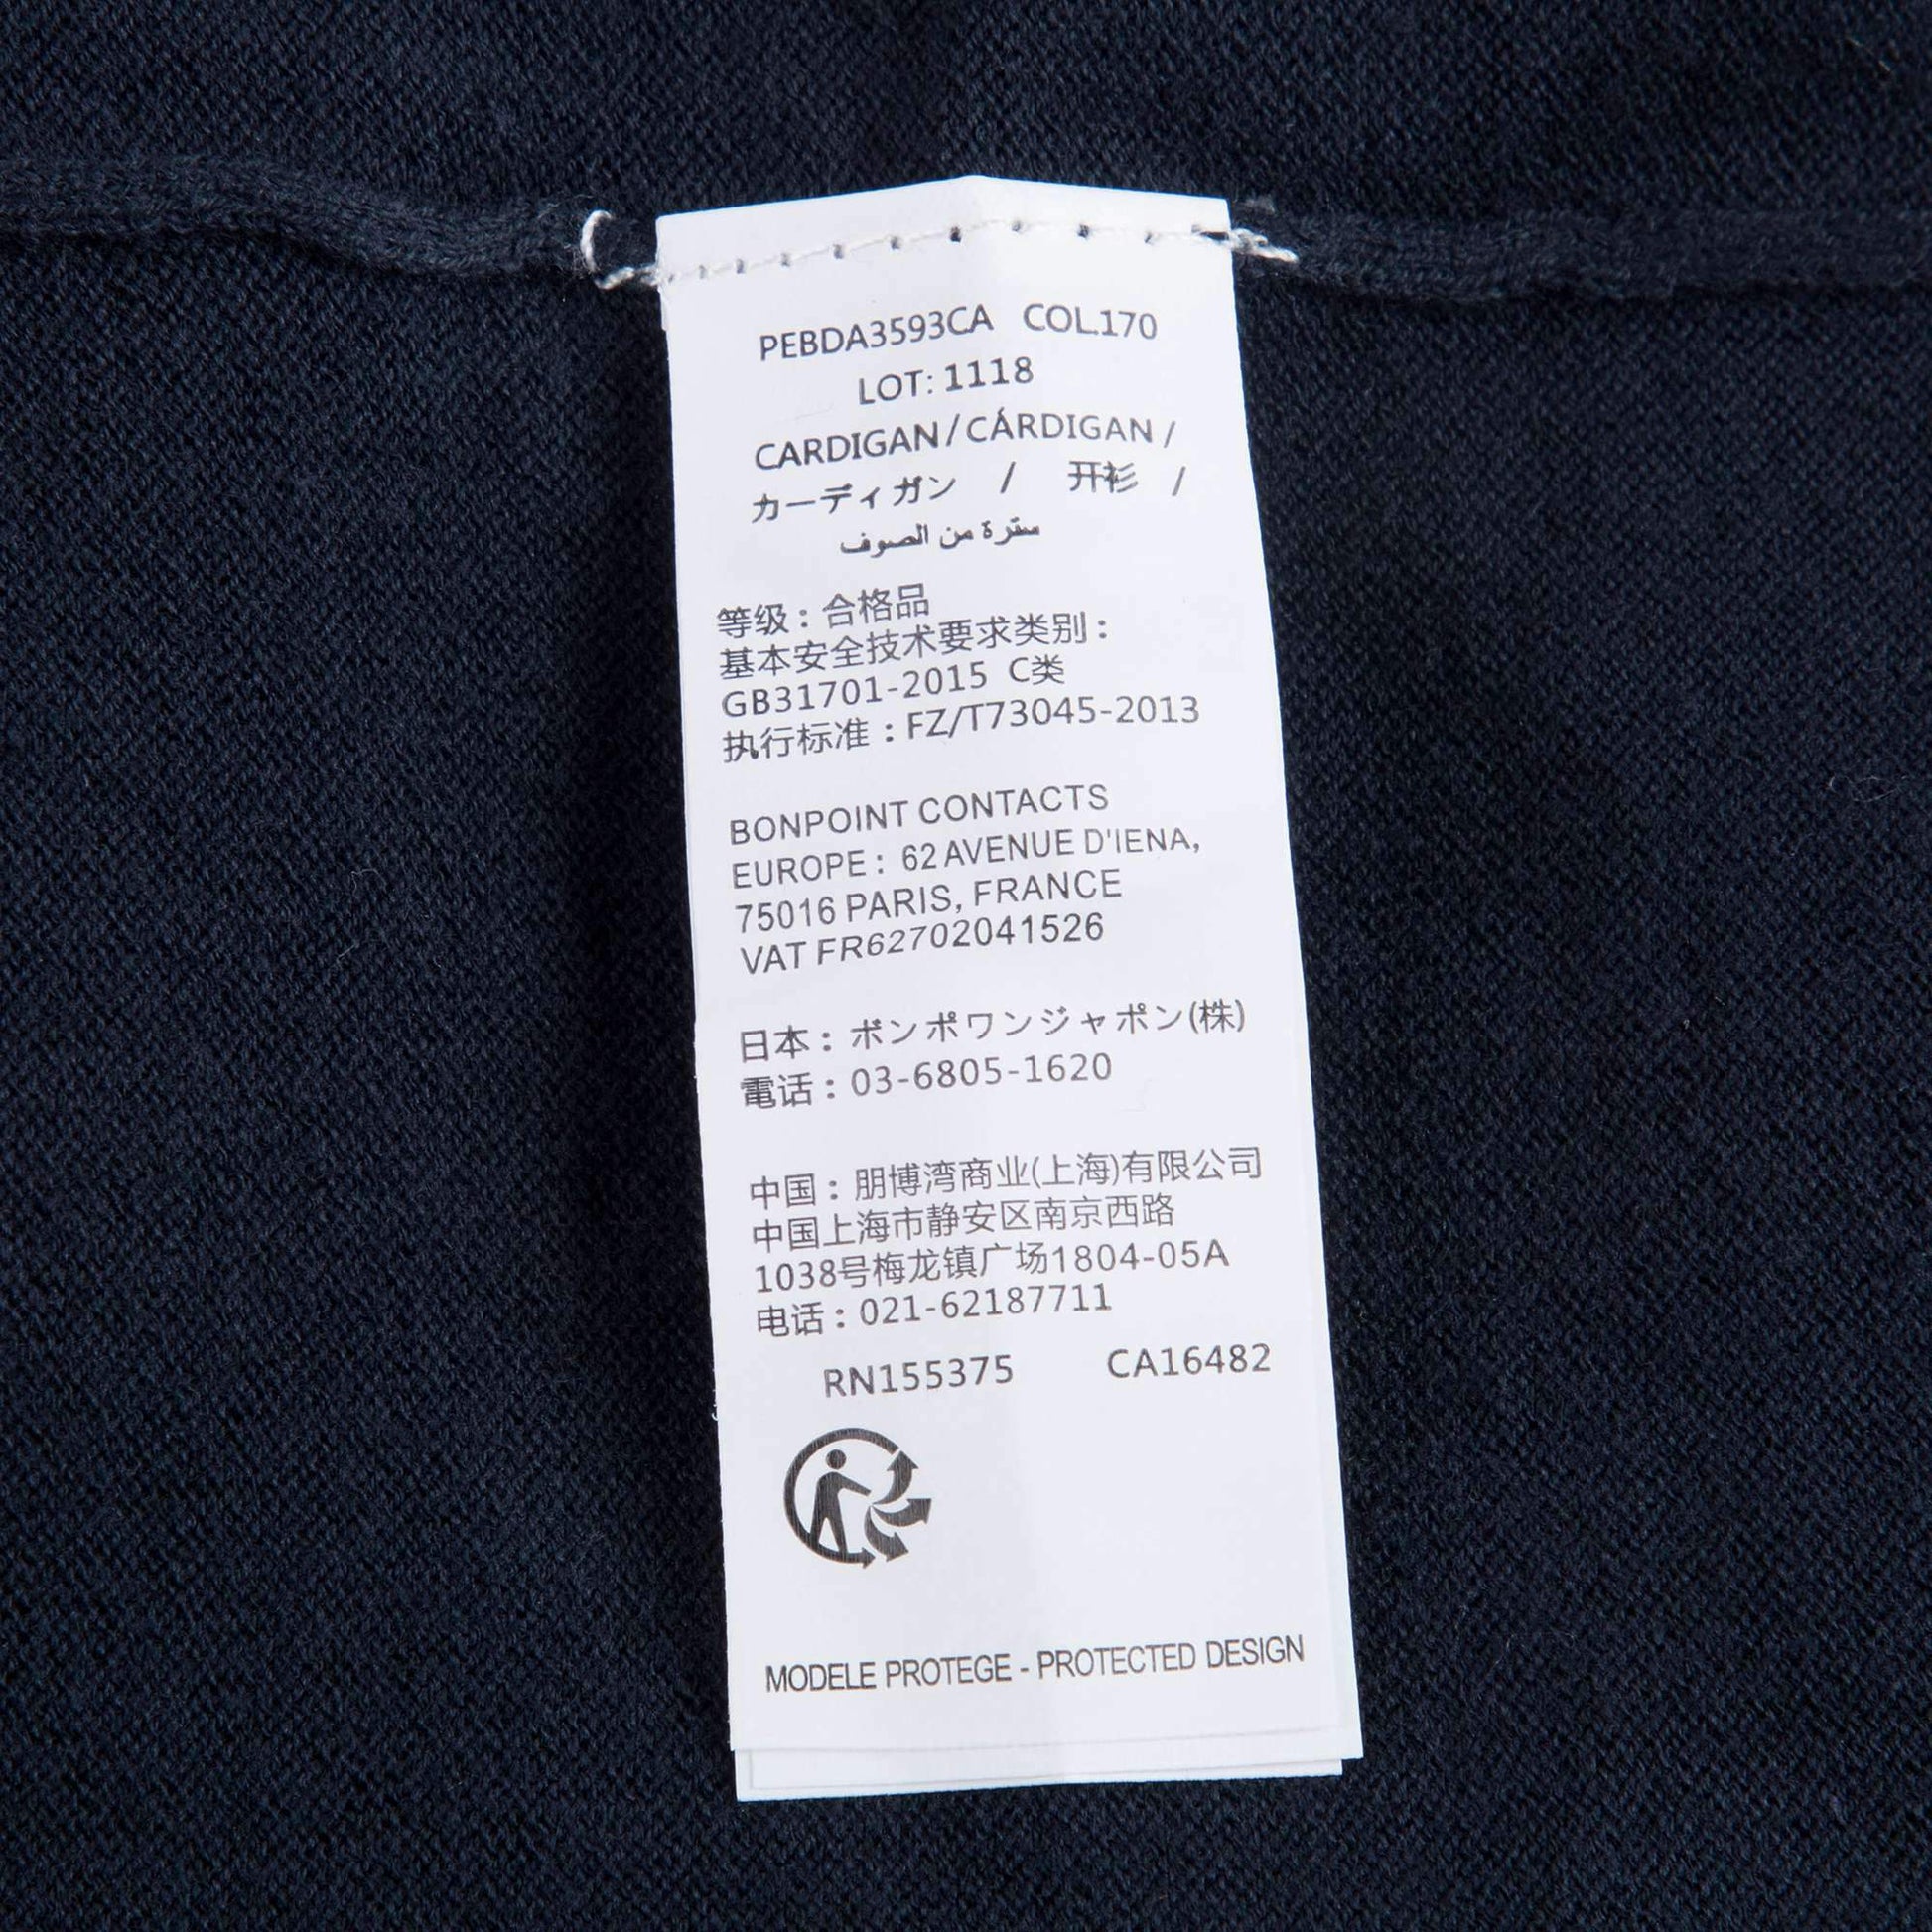 PEBDA3593CA COL170
LOT: 1118
CARDIGAN / CÁRDIGAN /
カーディガン / 开衫 /
سترة من الصوف
等级：合格品
基本安全技术要求类别：
GB31701-2015 C类
执行标准：FZ/T73045-2013
BONPOINT CONTACTS
EUROPE : 62 AVENUE D'IENA,
75016 PARIS, FRANCE
VAT FR62702041526
日本：ボンポワンジャポン(株)
電话：03-6805-1620
中国：朋博湾商业(上海)有限公司
中国上海市静安区南京西路
1038号梅龙镇广场1804-05A
电话：021-62187711
RN155375 CA16482
MODELE PROTEGE - PROTECTED DESIGN